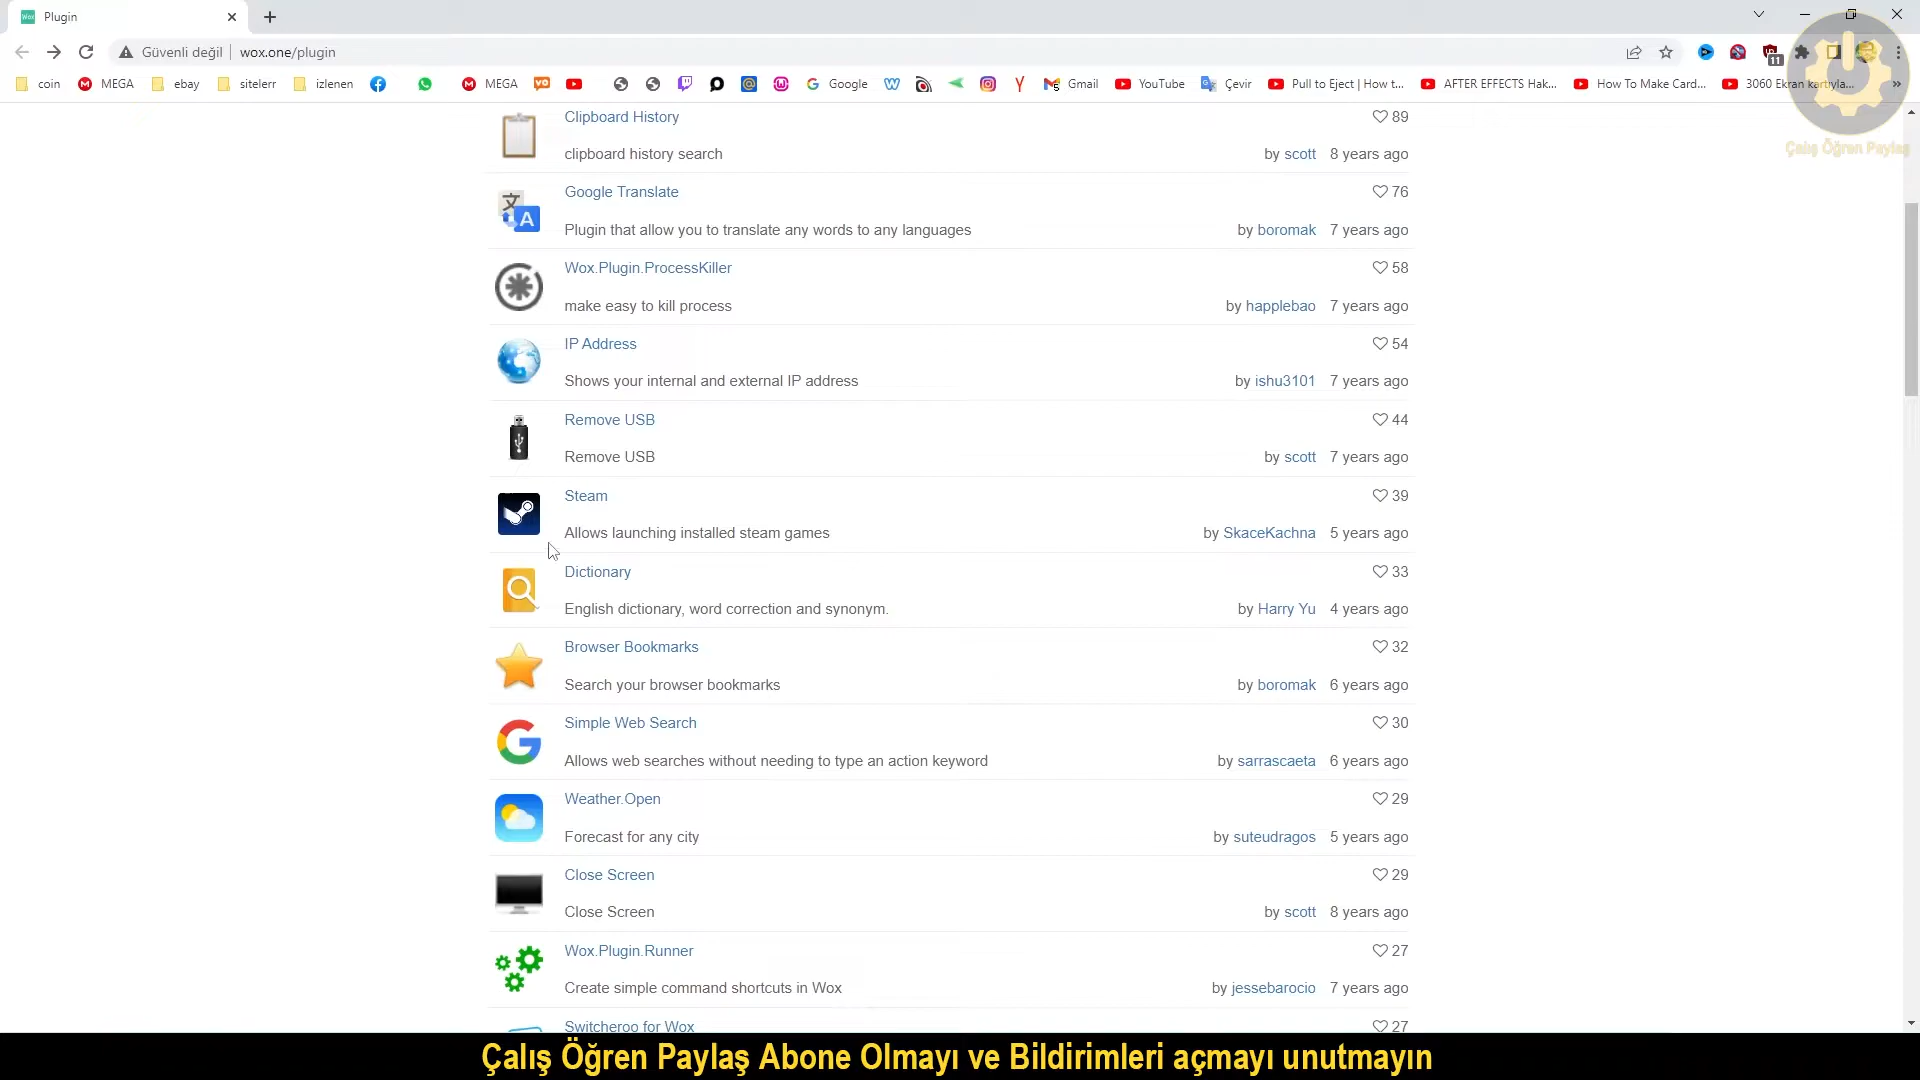 Plugin
Güvenli değil wox.one/plugin
11
coin MEGA ebay sitelerr izlenen MEGA Google Gmail YouTube Çevir Pull to Eject | How t... AFTER EFFECTS Hak... How To Make Card... 3060 Ekran kartıyla...
Çalış Öğren Paylaş
Clipboard History 89
clipboard history search by scott 8 years ago
Google Translate 76
Plugin that allow you to translate any words to any languages by boromak 7 years ago
Wox.Plugin.ProcessKiller 58
make easy to kill process by happlebao 7 years ago
IP Address 54
Shows your internal and external IP address by ishu3101 7 years ago
Remove USB 44
Remove USB by scott 7 years ago
Steam 39
Allows launching installed steam games by SkaceKachna 5 years ago
Dictionary 33
English dictionary, word correction and synonym. by Harry Yu 4 years ago
Browser Bookmarks 32
Search your browser bookmarks by boromak 6 years ago
Simple Web Search 30
Allows web searches without needing to type an action keyword by sarrascaeta 6 years ago
Weather.Open 29
Forecast for any city by suteudragos 5 years ago
Close Screen 29
Close Screen by scott 8 years ago
Wox.Plugin.Runner 27
Create simple command shortcuts in Wox by jessebarocio 7 years ago
Switcheroo for Wox 27
Çalış Öğren Paylaş Abone Olmayı ve Bildirimleri açmayı unutmayın